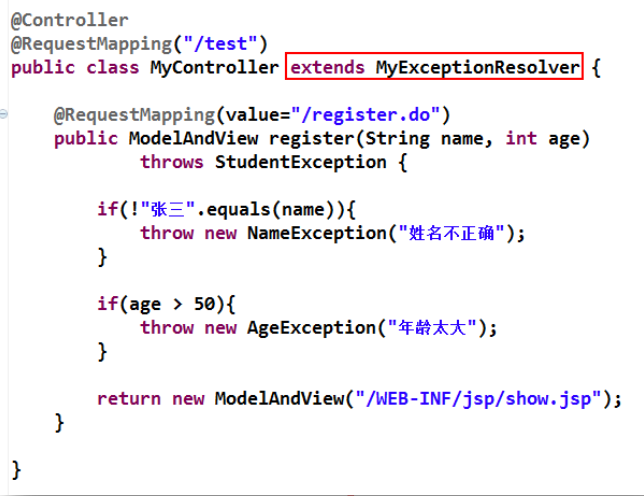 @Controller
@RequestMapping("/test")
public class MyController extends MyExceptionResolver {
@RequestMapping(value="/register.do")
public ModelAndView register(String name, int age)
throws StudentException {
if(!"张三".equals(name)){
throw new NameException("姓名不正确");
}
if(age > 50){
throw new AgeException("年龄太大");
}
return new ModelAndView("/WEB-INF/jsp/show.jsp");
}
}